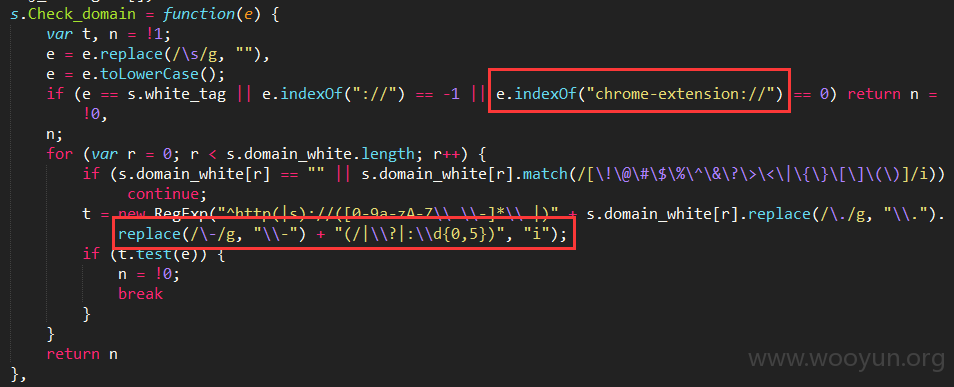 s.Check_domain = function(e) {
var t, n = !1;
e = e.replace(/\s/g, ""),
e = e.toLowerCase();
if (e == s.white_tag || e.indexOf("://") == -1 || e.indexOf("chrome-extension://") == 0) return n =
!0,
n;
for (var r = 0; r < s.domain_white.length; r++) {
if (s.domain_white[r] == "" || s.domain_white[r].match(/[\!\@\#\$\%\^\&\?\>\<\|\{\}\[\]\(\)]/i))
continue;
t = new RegExp("^http(|s)://([0-9a-zA-Z\\.\\-]*\\.|)" + s.domain_white[r].replace(/\./g, "\\.").
replace(/\-/g, "\\-") + "(/|\\?|:\\d{0,5})", "i");
if (t.test(e)) {
n = !0;
break
}
}
return n
},
www.wooyun.org